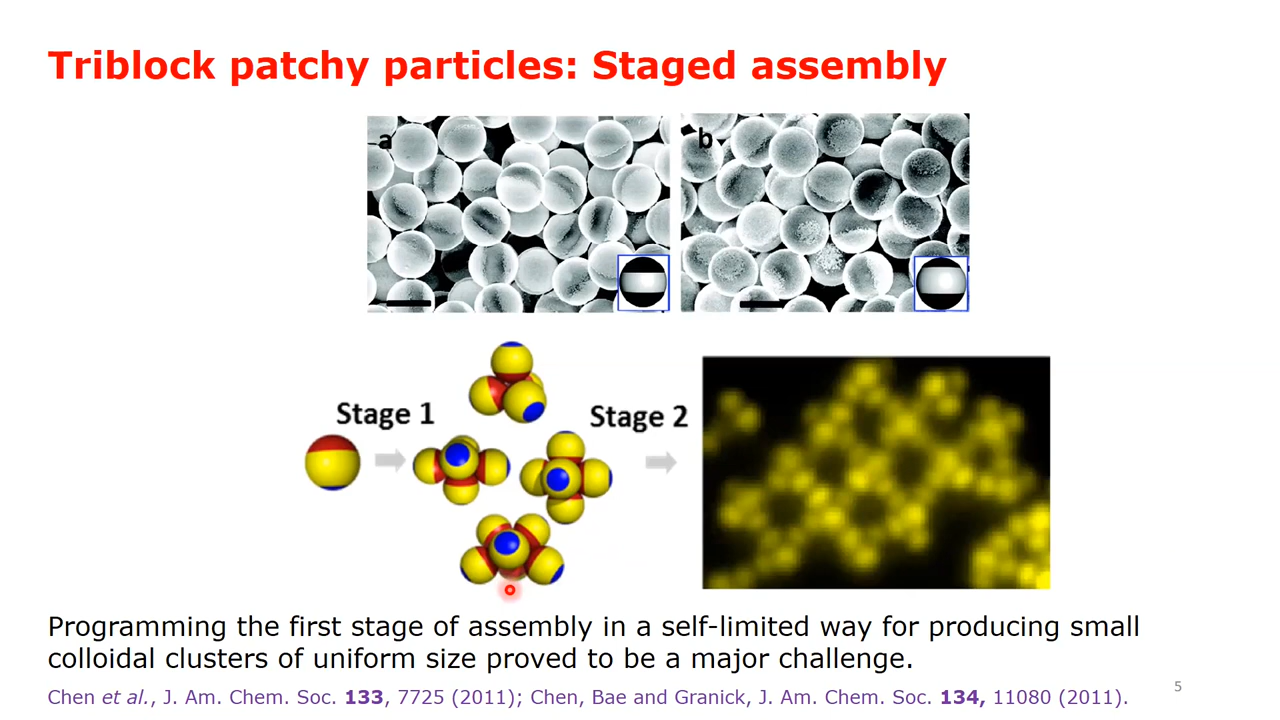 Triblock patchy particles: Staged assembly
a
b
Stage 1
Stage 2
Programming the first stage of assembly in a self-limited way for producing small
colloidal clusters of uniform size proved to be a major challenge.
Chen et al., J. Am. Chem. Soc. 133, 7725 (2011); Chen, Bae and Granick, J. Am. Chem. Soc. 134, 11080 (2011).
5